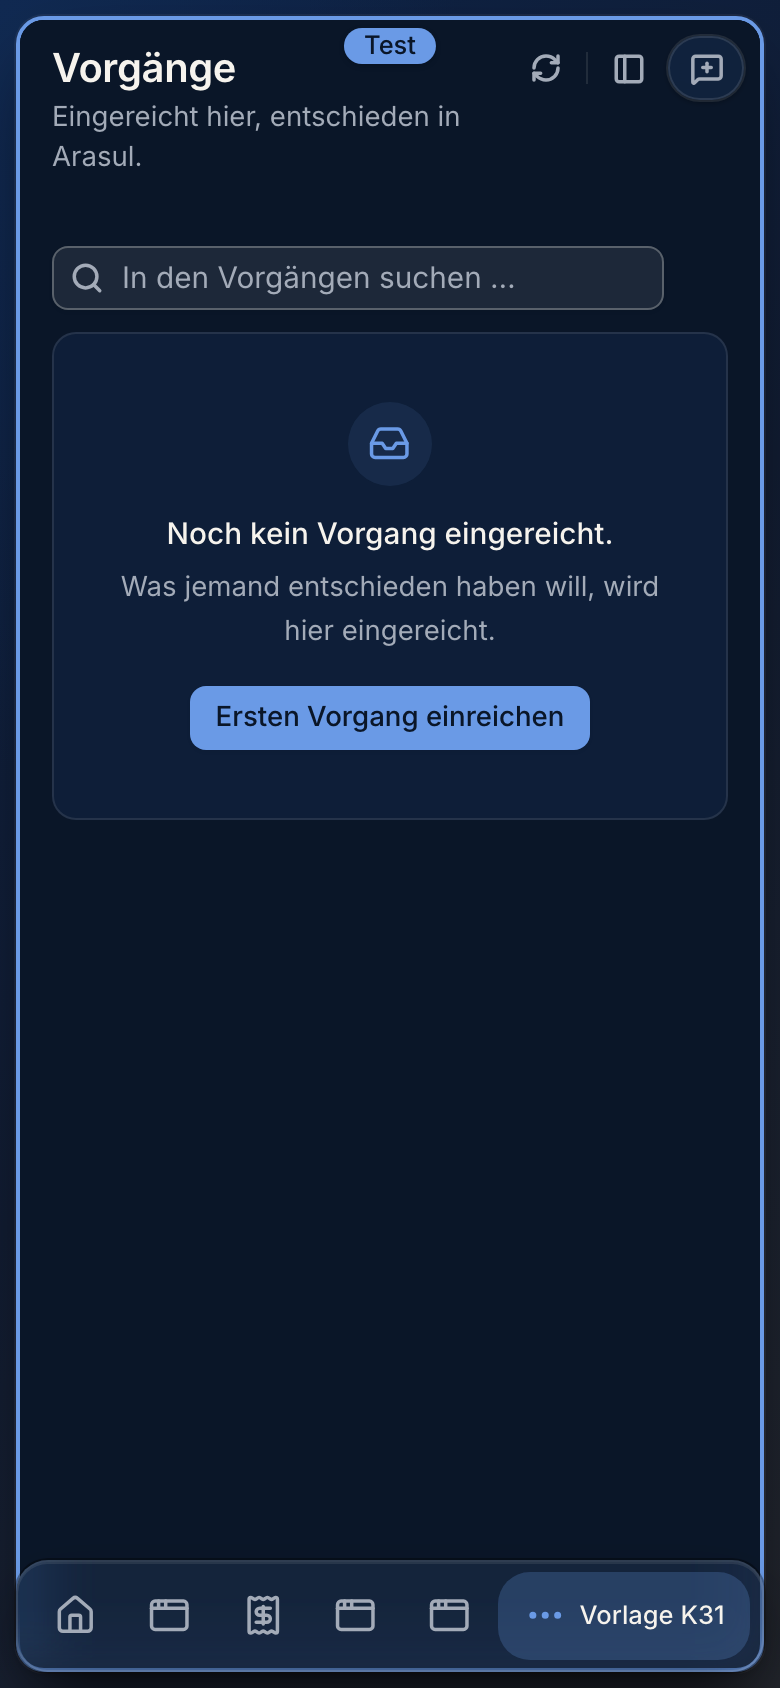 Test
Vorgänge
Eingereicht hier, entschieden in
Arasul.
In den Vorgängen suchen ...
Noch kein Vorgang eingereicht.
Was jemand entschieden haben will, wird
hier eingereicht.
Ersten Vorgang einreichen
Vorlage K31